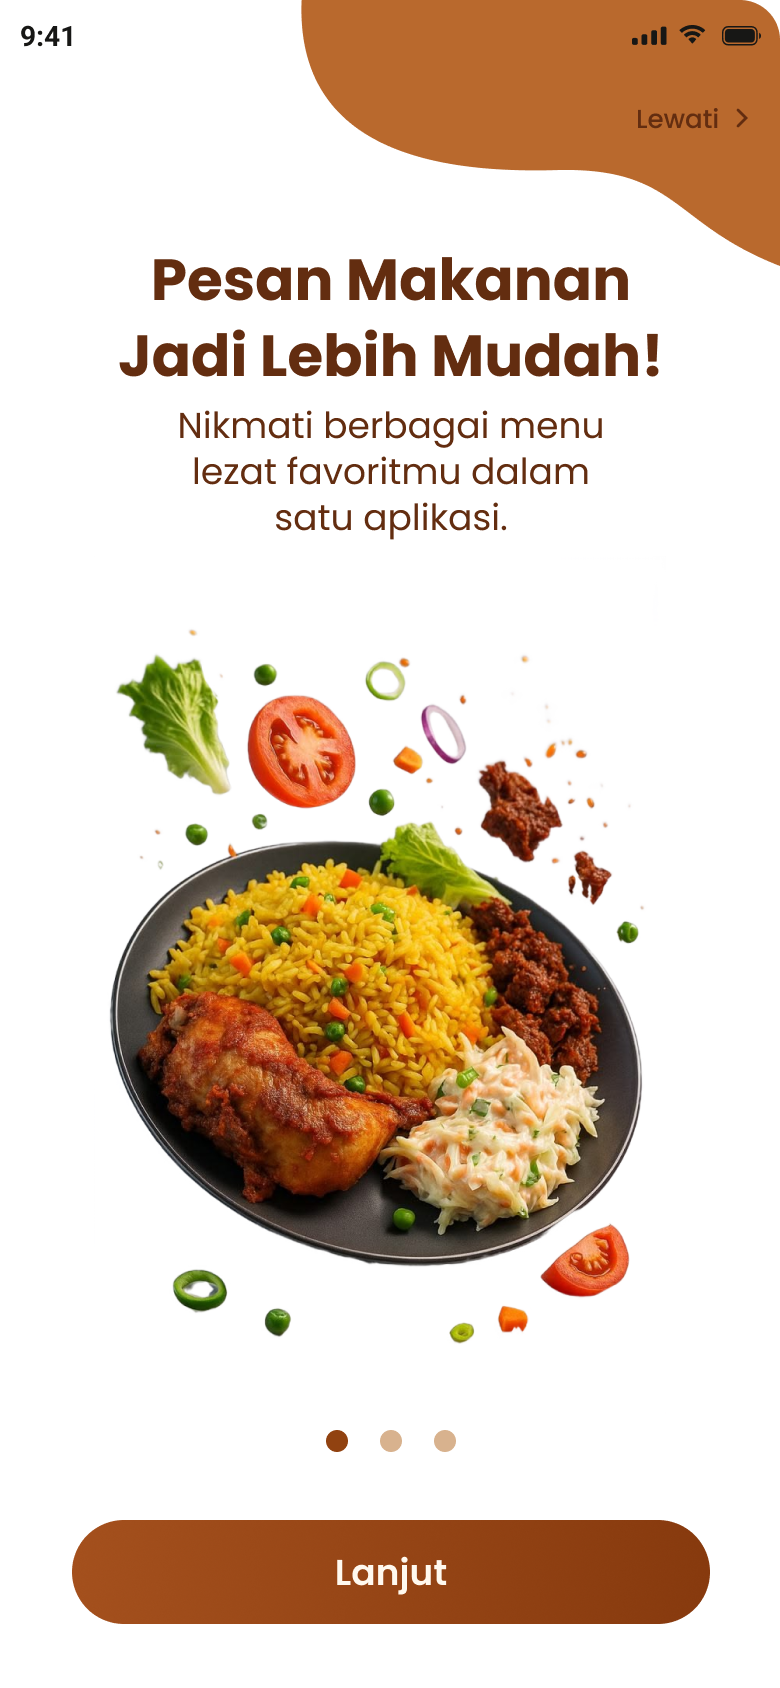 9:41
Lewati
Pesan Makanan
Jadi Lebih Mudah!
Nikmati berbagai menu
lezat favoritmu dalam
satu aplikasi.
Lanjut